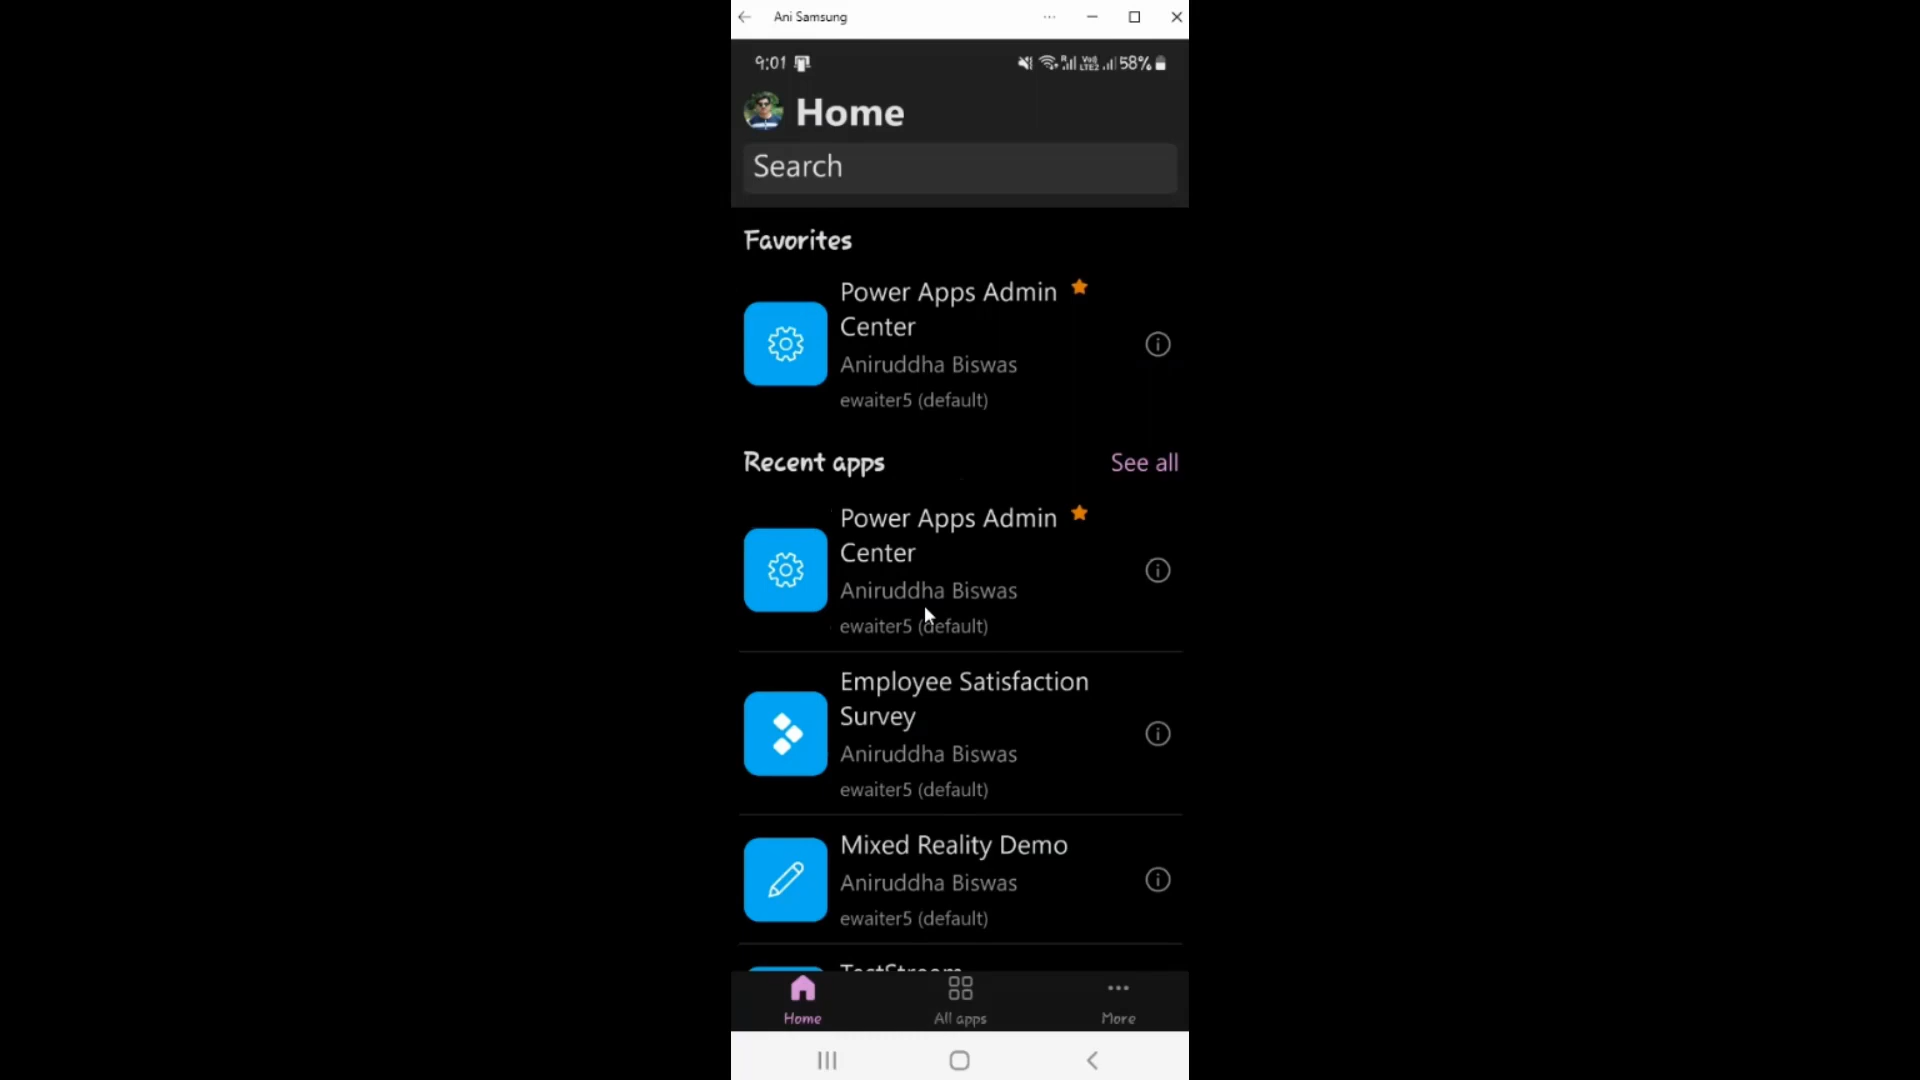 Ani Samsung
9:01 58%
Home
Search
Favorites
Power Apps Admin
Center
Aniruddha Biswas
ewaiter5 (default)
Recent apps See all
Power Apps Admin
Center
Aniruddha Biswas
ewaiter5 (default)
Employee Satisfaction
Survey
Aniruddha Biswas
ewaiter5 (default)
Mixed Reality Demo
Aniruddha Biswas
ewaiter5 (default)
TestStream
Home All apps More